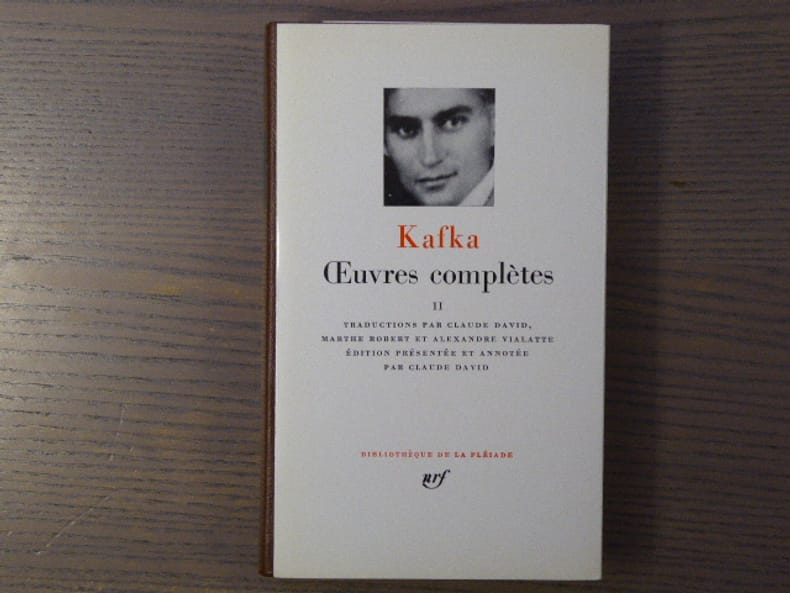 Kafka
Œuvres complètes
II
TRADUCTIONS PAR CLAUDE DAVID,
MARTHE ROBERT ET ALEXANDRE VIALATTE
ÉDITION PRÉSENTÉE ET ANNOTÉE
PAR CLAUDE DAVID
BIBLIOTHÈQUE DE LA PLÉIADE
nrf